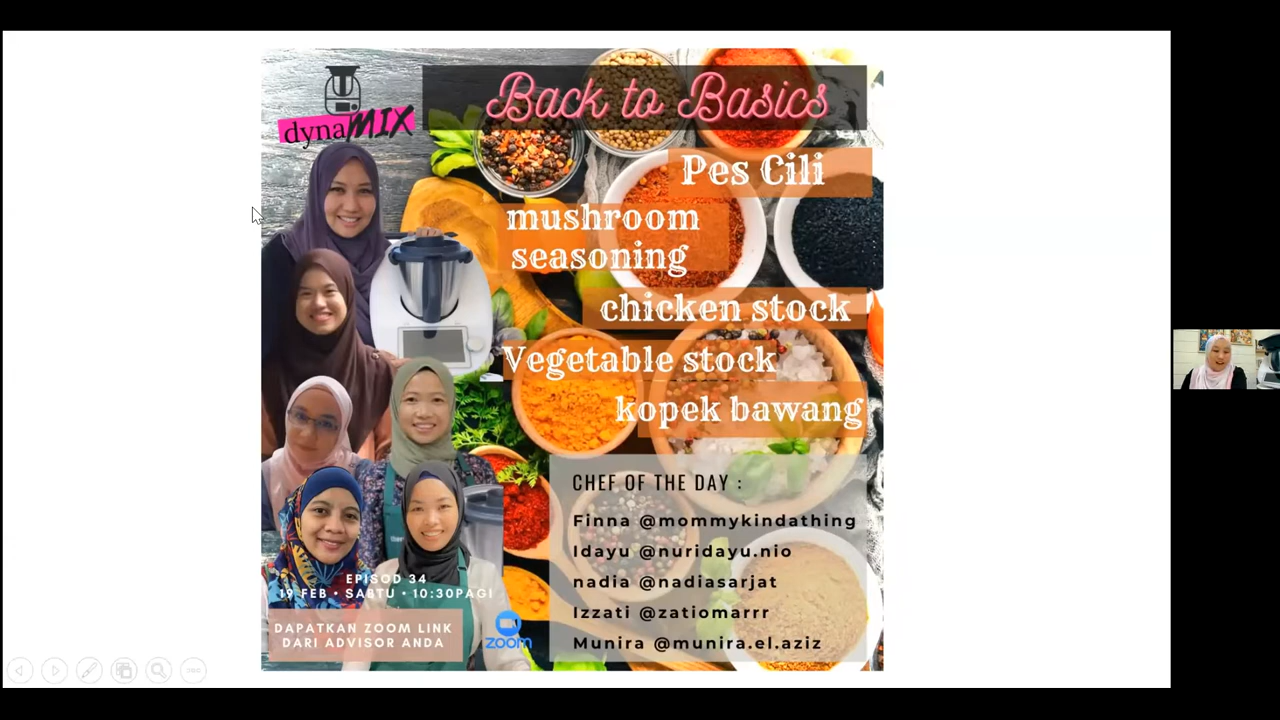 dynaMIX
Back to Basics
Pes Cili
mushroom
seasoning
chicken stock
Vegetable stock
kopek bawang
CHEF OF THE DAY :
Finna @mommykindathing
Idayu @nuridayu.nio
nadia @nadiasarjat
Izzati @zatiomarrr
Munira @munira.el.aziz
EPISOD 34
19 FEB • SABTU • 10:30PAGI
DAPATKAN ZOOM LINK
DARI ADVISOR ANDA
zoom